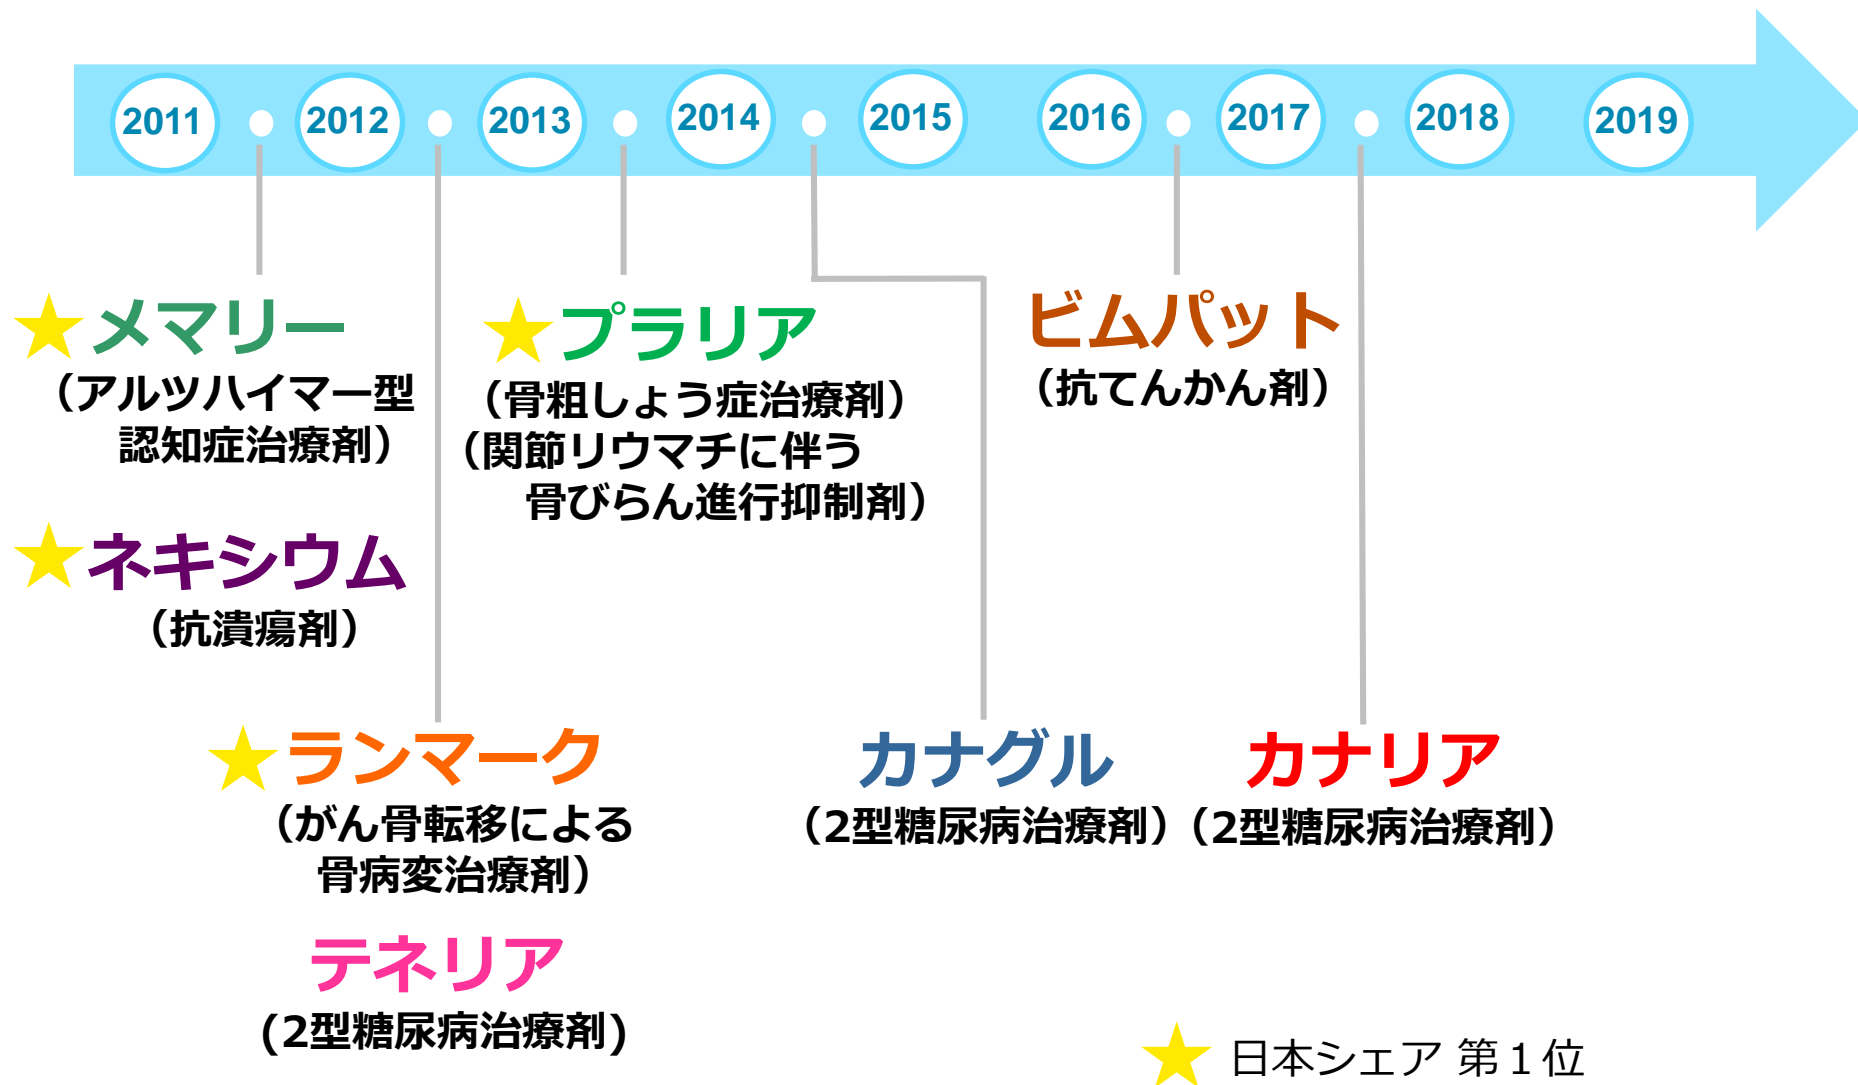 2011
2012
2013
2014
2015
2016
2017
2018
2019
メマリー
（アルツハイマー型
認知症治療剤）
ネキシウム
（抗潰瘍剤）
プラリア
（骨粗しょう症治療剤）
（関節リウマチに伴う
骨びらん進行抑制剤）
ビムパット
（抗てんかん剤）
ランマーク
（がん骨転移による
骨病変治療剤）
テネリア
(2型糖尿病治療剤)
カナグル
（2型糖尿病治療剤）
カナリア
（2型糖尿病治療剤）
日本シェア 第１位